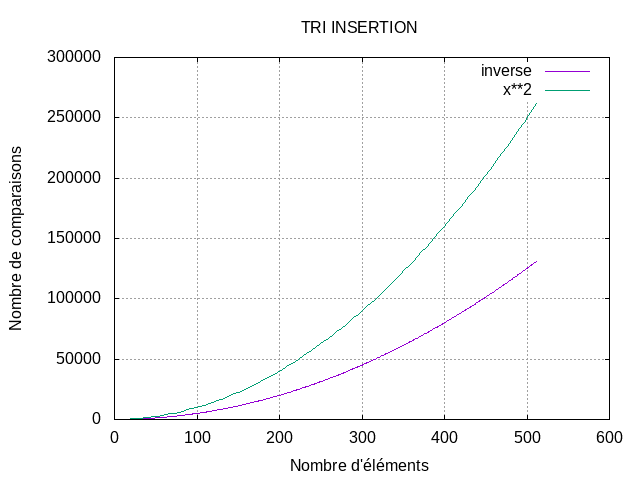 TRI INSERTION
300000
inverse
x**2
250000
200000
150000
100000
50000
0
0 100 200 300 400 500 600
Nombre de comparaisons
Nombre d'éléments